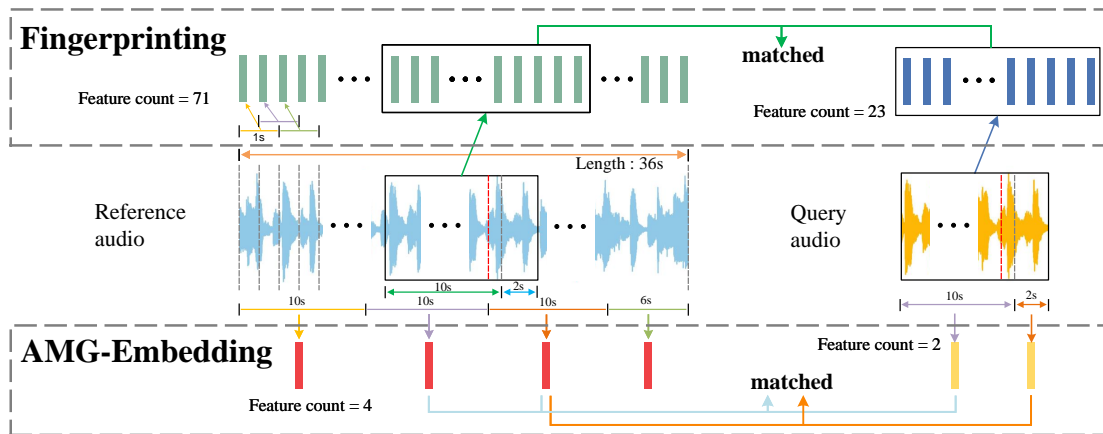 Fingerprinting
matched
Feature count = 71
Feature count = 23
1s
Length : 36s
Reference
audio
Query
audio
10s
2s
10s
10s
10s
6s
10s
2s
AMG-Embedding
Feature count = 2
matched
Feature count = 4